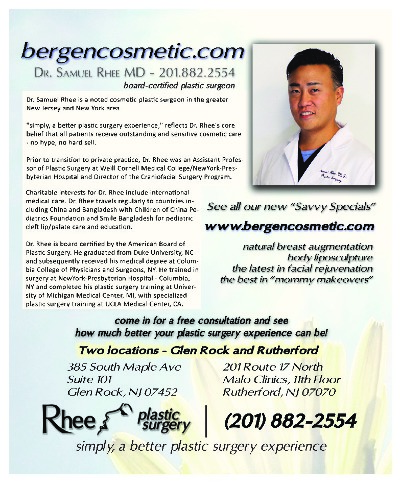 bergencosmetic.com
DR. SAMUEL RHEE MD - 201.882.2554
board-certified plastic surgeon
Dr. Samuel Rhee is a noted cosmetic plastic surgeon in the greater
New Jersey and New York area
"simply, a better plastic surgery experience," reflects Dr. Rhee's core
belief that all patients receive outstanding and sensitive cosmetic care
- no hype, no hard sell.
Prior to transition to private practice, Dr. Rhee was an Assistant Profes-
sor of Plastic Surgery at Weill Cornell Medical College/NewYork-Pres-
byterian Hospital and Director of the Craniofacial Surgery Program.
Charitable interests for Dr. Rhee include international
medical care. Dr. Rhee travels regularly to countries in-
cluding China and Bangladesh with Children of China Pe-
diatrics Foundation and Smile Bangladesh for pediatric
cleft lip/palate care and education.
Dr. Rhee is board certified by the American Board of
Plastic Surgery. He graduated from Duke University, NC
and subsequently received his medical degree at Colum-
bia College of Physicians and Surgeons, NY. He trained in
surgery at NewYork Presbyterian Hospital - Columbia,
NY and completed his plastic surgery training at Univer-
sity of Michigan Medical Center, MI, with specialized
plastic surgery training at UCLA Medical Center, CA.
See all our new "Savvy Specials"
www.bergencosmetic.com
natural breast augmentation
body liposculpture
the latest in facial rejuvenation
the best in "mommy makeovers"
come in for a free consultation and see
how much better your plastic surgery experience can be!
Two locations - Glen Rock and Rutherford
385 South Maple Ave
Suite 101
Glen Rock, NJ 07452
201 Route 17 North
Malo Clinics, 11th Floor
Rutherford, NJ 07070
Rhee plastic surgery
(201) 882-2554
simply, a better plastic surgery experience